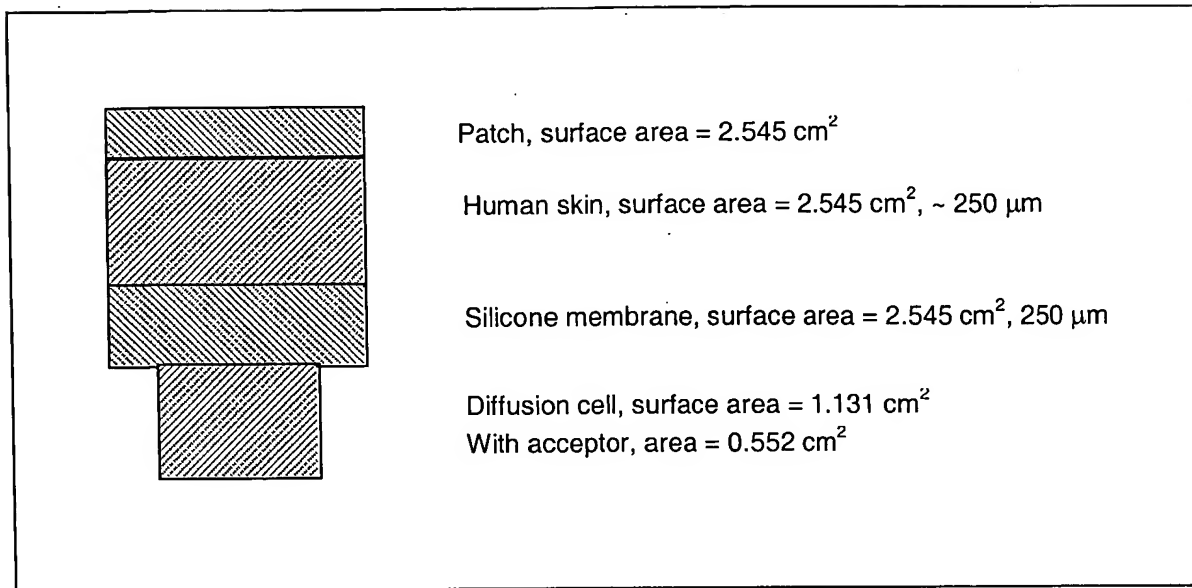 Patch, surface area = 2.545 cm²
Human skin, surface area = 2.545 cm², ~ 250 μm
Silicone membrane, surface area = 2.545 cm², 250 μm
Diffusion cell, surface area = 1.131 cm²
With acceptor, area = 0.552 cm²